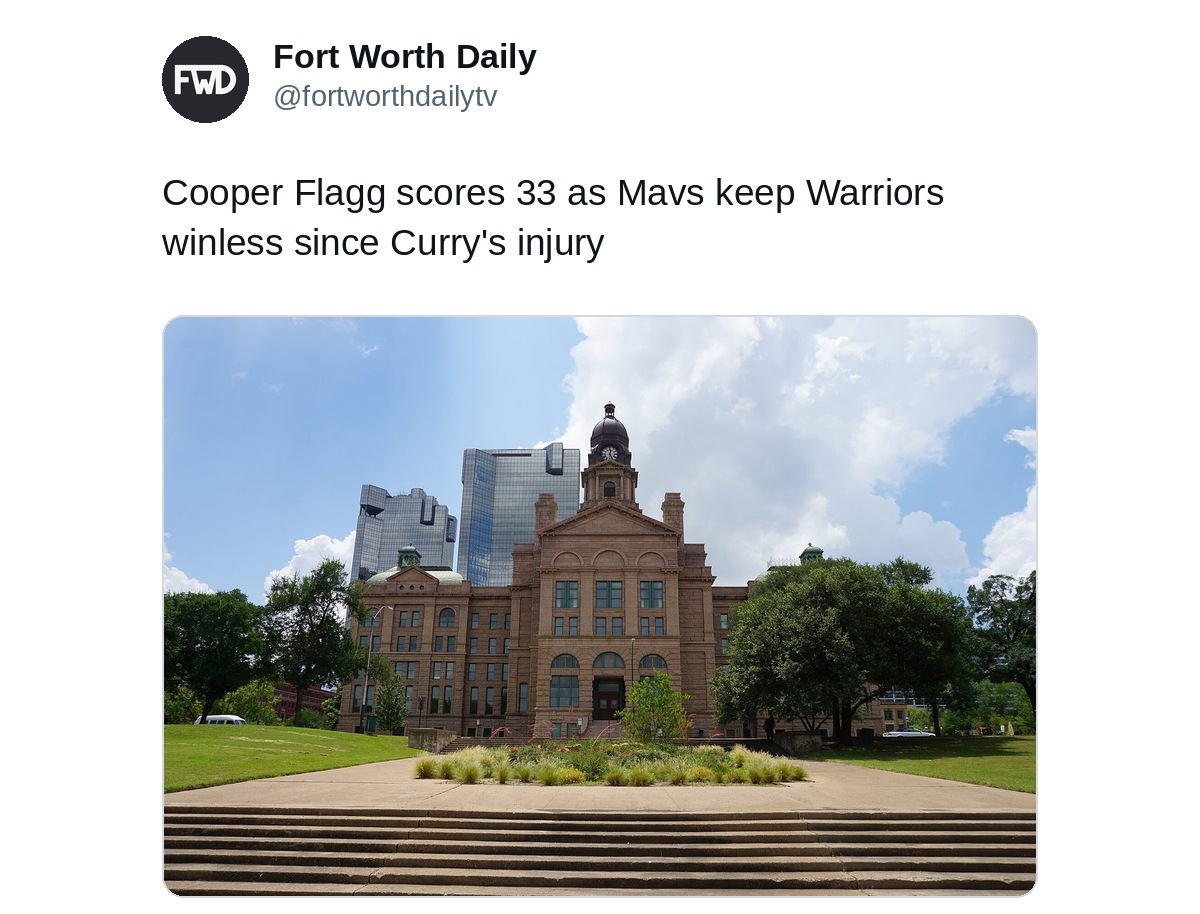 FWD
Fort Worth Daily
@fortworthdailytv
Cooper Flagg scores 33 as Mavs keep Warriors
winless since Curry's injury